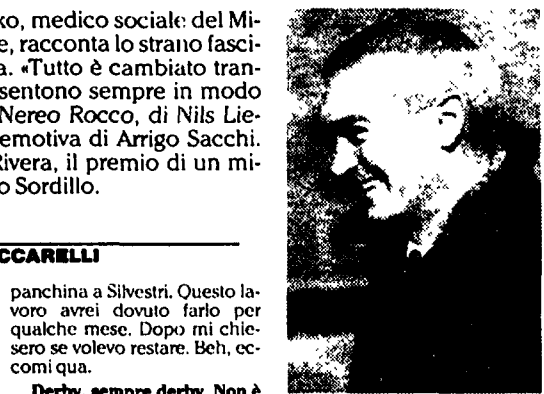 ko, medico sociale del Mi-
e, racconta lo strano fasci-
a. «Tutto è cambiato tran-
sentono sempre in modo
Nereo Rocco, di Nils Lie-
emotiva di Arrigo Sacchi.
Rivera, il premio di un mi-
o Sordillo.
CCARELLI
panchina a Silvestri. Questo la-
voro avrei dovuto farlo per
qualche mese. Dopo mi chie-
sero se volevo restare. Beh, ec-
comi qua.
Derby, sempre derby. Non è